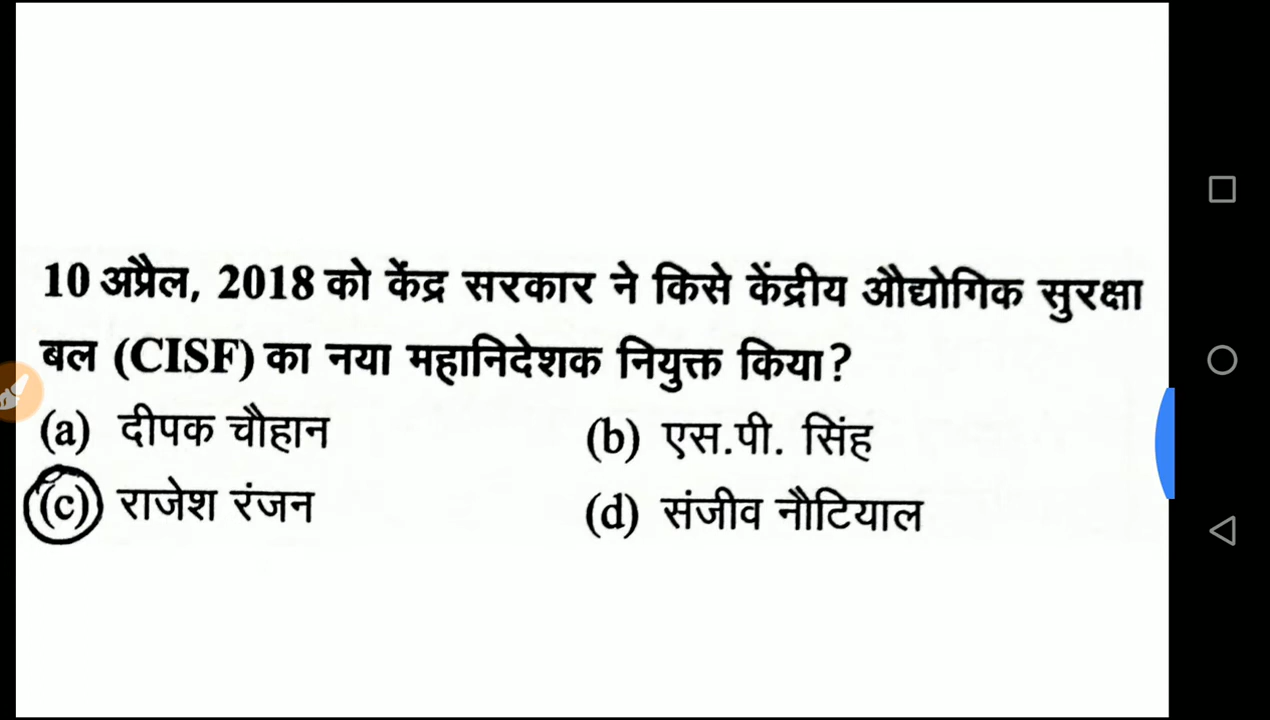 10 अप्रैल, 2018 को केंद्र सरकार ने किसे केंद्रीय औद्योगिक सुरक्षा
बल (CISF) का नया महानिदेशक नियुक्त किया?
(a) दीपक चौहान (b) एस.पी. सिंह
(c) राजेश रंजन (d) संजीव नौटियाल